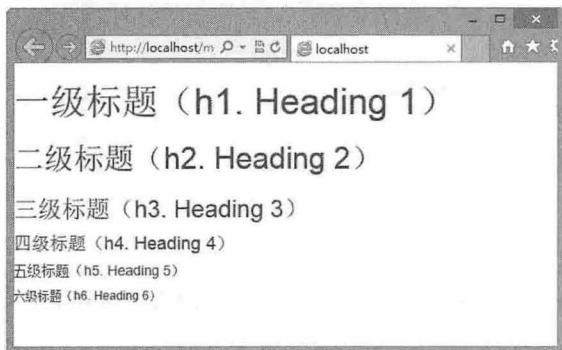 http://localhost/m
localhost
一级标题（h1. Heading 1）
二级标题（h2. Heading 2）
三级标题（h3. Heading 3）
四级标题（h4. Heading 4）
五级标题（h5. Heading 5）
六级标题（h6. Heading 6）